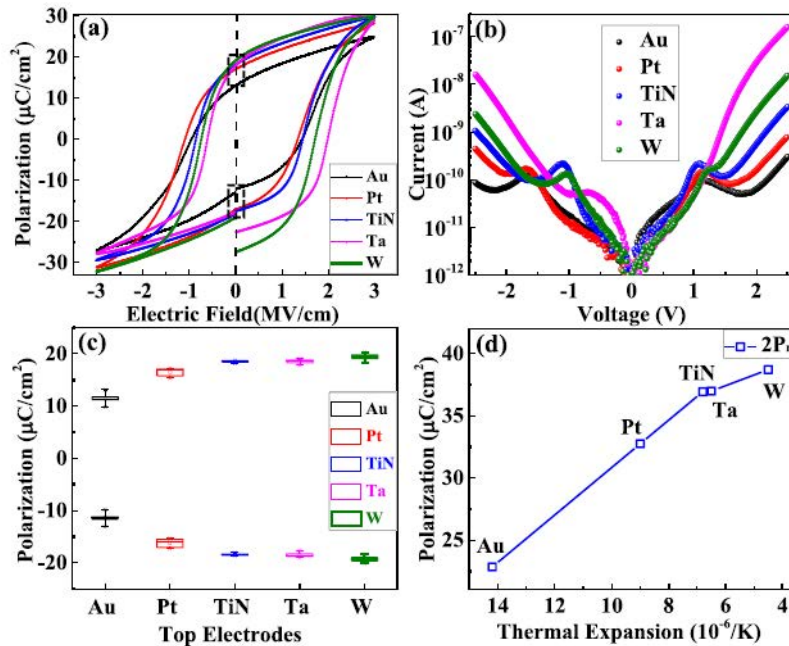 (a)
Polarization (μC/cm²)
30
20
10
0
-10
-20
-30
-3 -2 -1 0 1 2 3
Electric Field(MV/cm)
Au
Pt
TiN
Ta
W
(b)
Current (A)
10⁻⁷
10⁻⁸
10⁻⁹
10⁻¹⁰
10⁻¹¹
10⁻¹²
-2 -1 0 1 2
Voltage (V)
Au
Pt
TiN
Ta
W
(c)
Polarization (μC/cm²)
20
10
0
-10
-20
Au Pt TiN Ta W
Top Electrodes
Au
Pt
TiN
Ta
W
(d)
Polarization (μC/cm²)
40
35
30
25
14 12 10 8 6 4
Thermal Expansion (10⁻⁶/K)
2Pᵣ
TiN
Ta
W
Pt
Au